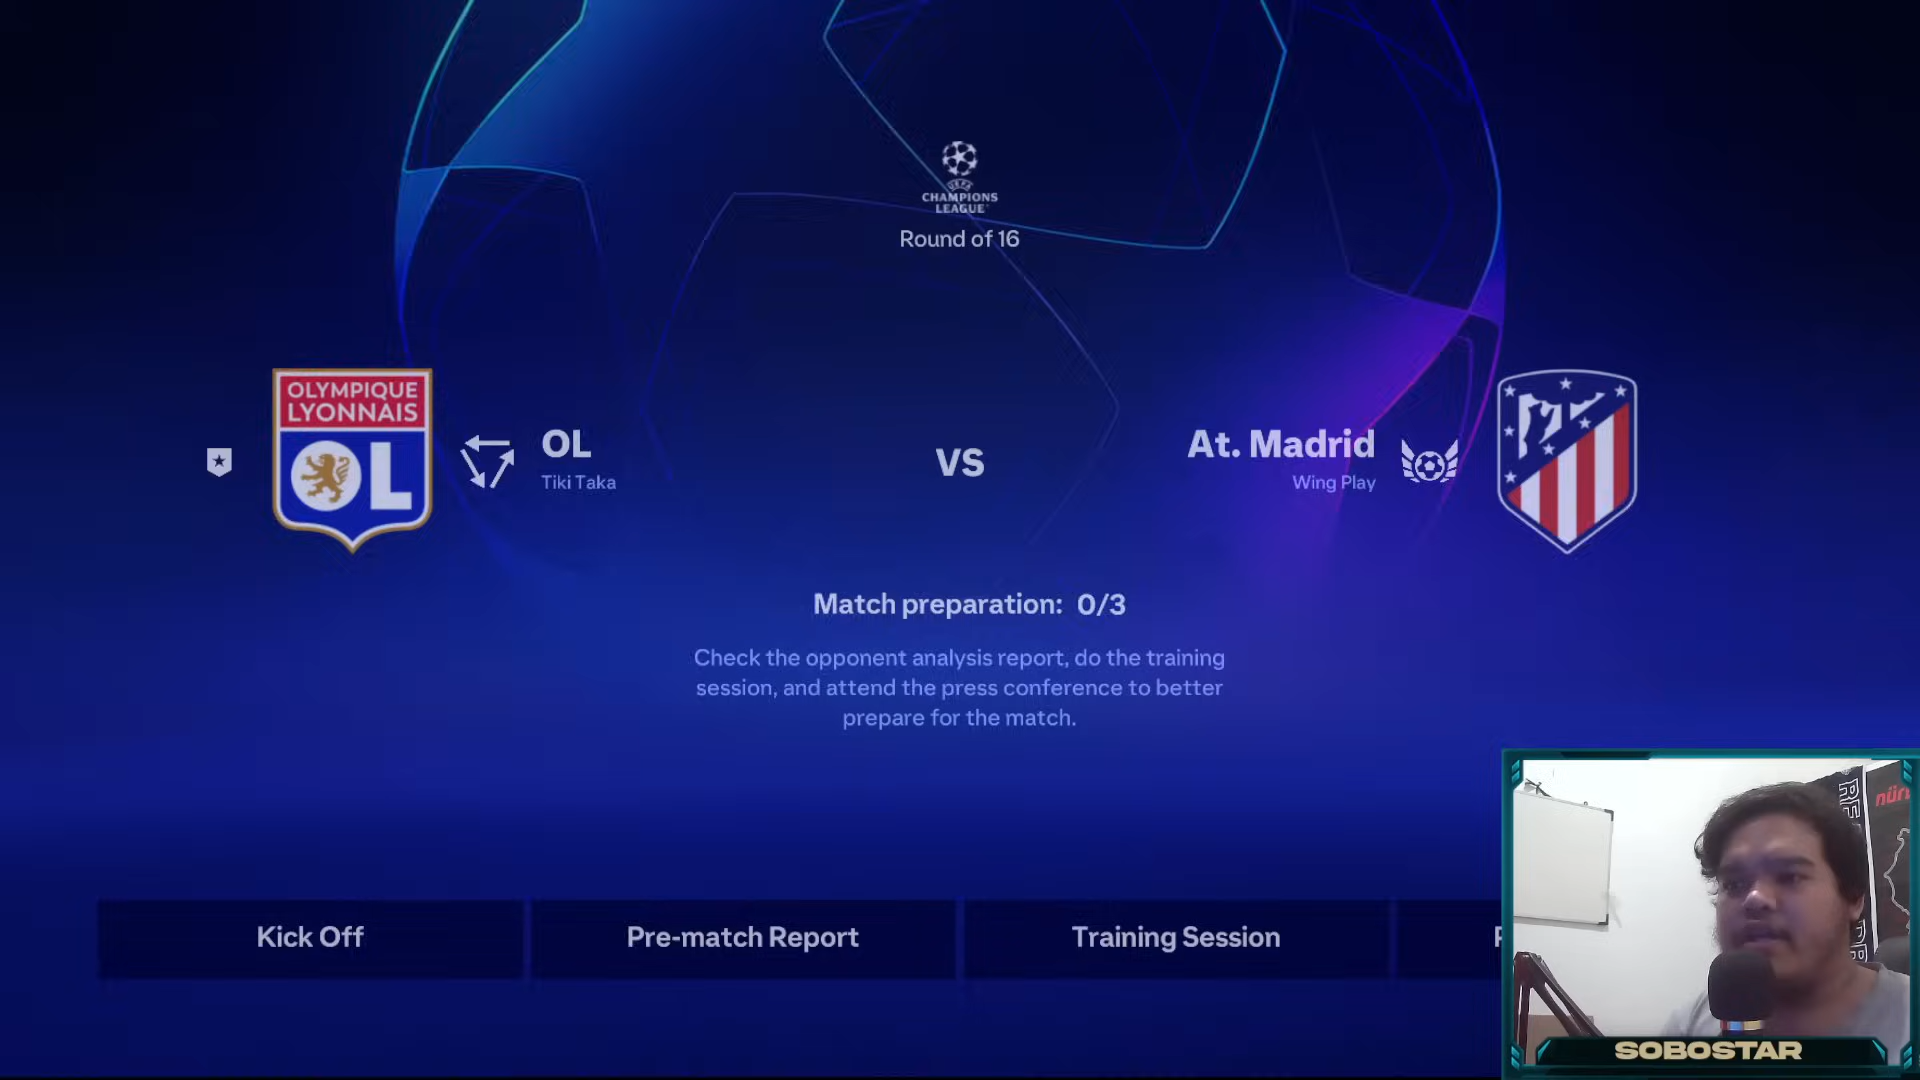 UEFA
CHAMPIONS
LEAGUE
Round of 16
OLYMPIQUE
LYONNAIS
OL
OL
Tiki Taka
VS
At. Madrid
Wing Play
Match preparation: 0/3
Check the opponent analysis report, do the training
session, and attend the press conference to better
prepare for the match.
Kick Off
Pre-match Report
Training Session
SOBOSTAR